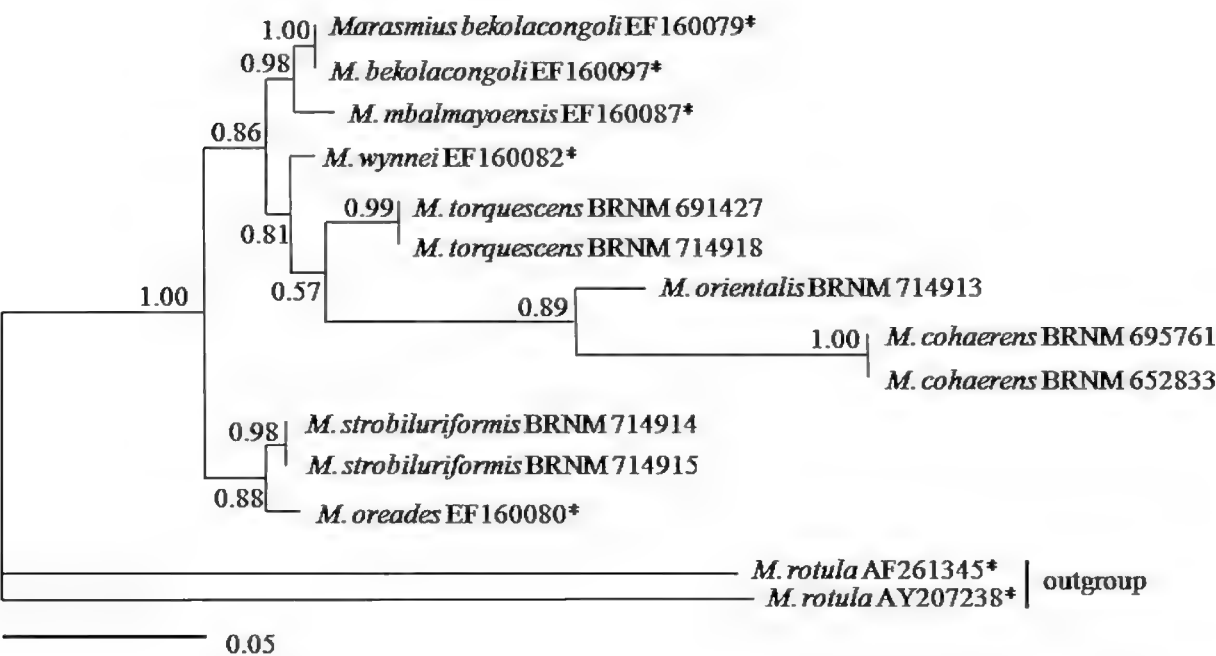 1.00 Marasmius bekolacongoli EF160079*
0.98
M. bekolacongoli EF160097*
M. mbalmayoensis EF160087*
0.86
M. wynnei EF160082*
0.99 M. torquescens BRNM 691427
0.81
M. torquescens BRNM 714918
0.57
M. orientalis BRNM 714913
1.00
0.89
1.00 M. cohaerens BRNM 695761
M. cohaerens BRNM 652833
0.98 M. strobiluriformis BRNM 714914
M. strobiluriformis BRNM 714915
0.88
M. oreades EF160080*
M. rotula AF261345*
outgroup
M. rotula AY207238*
0.05